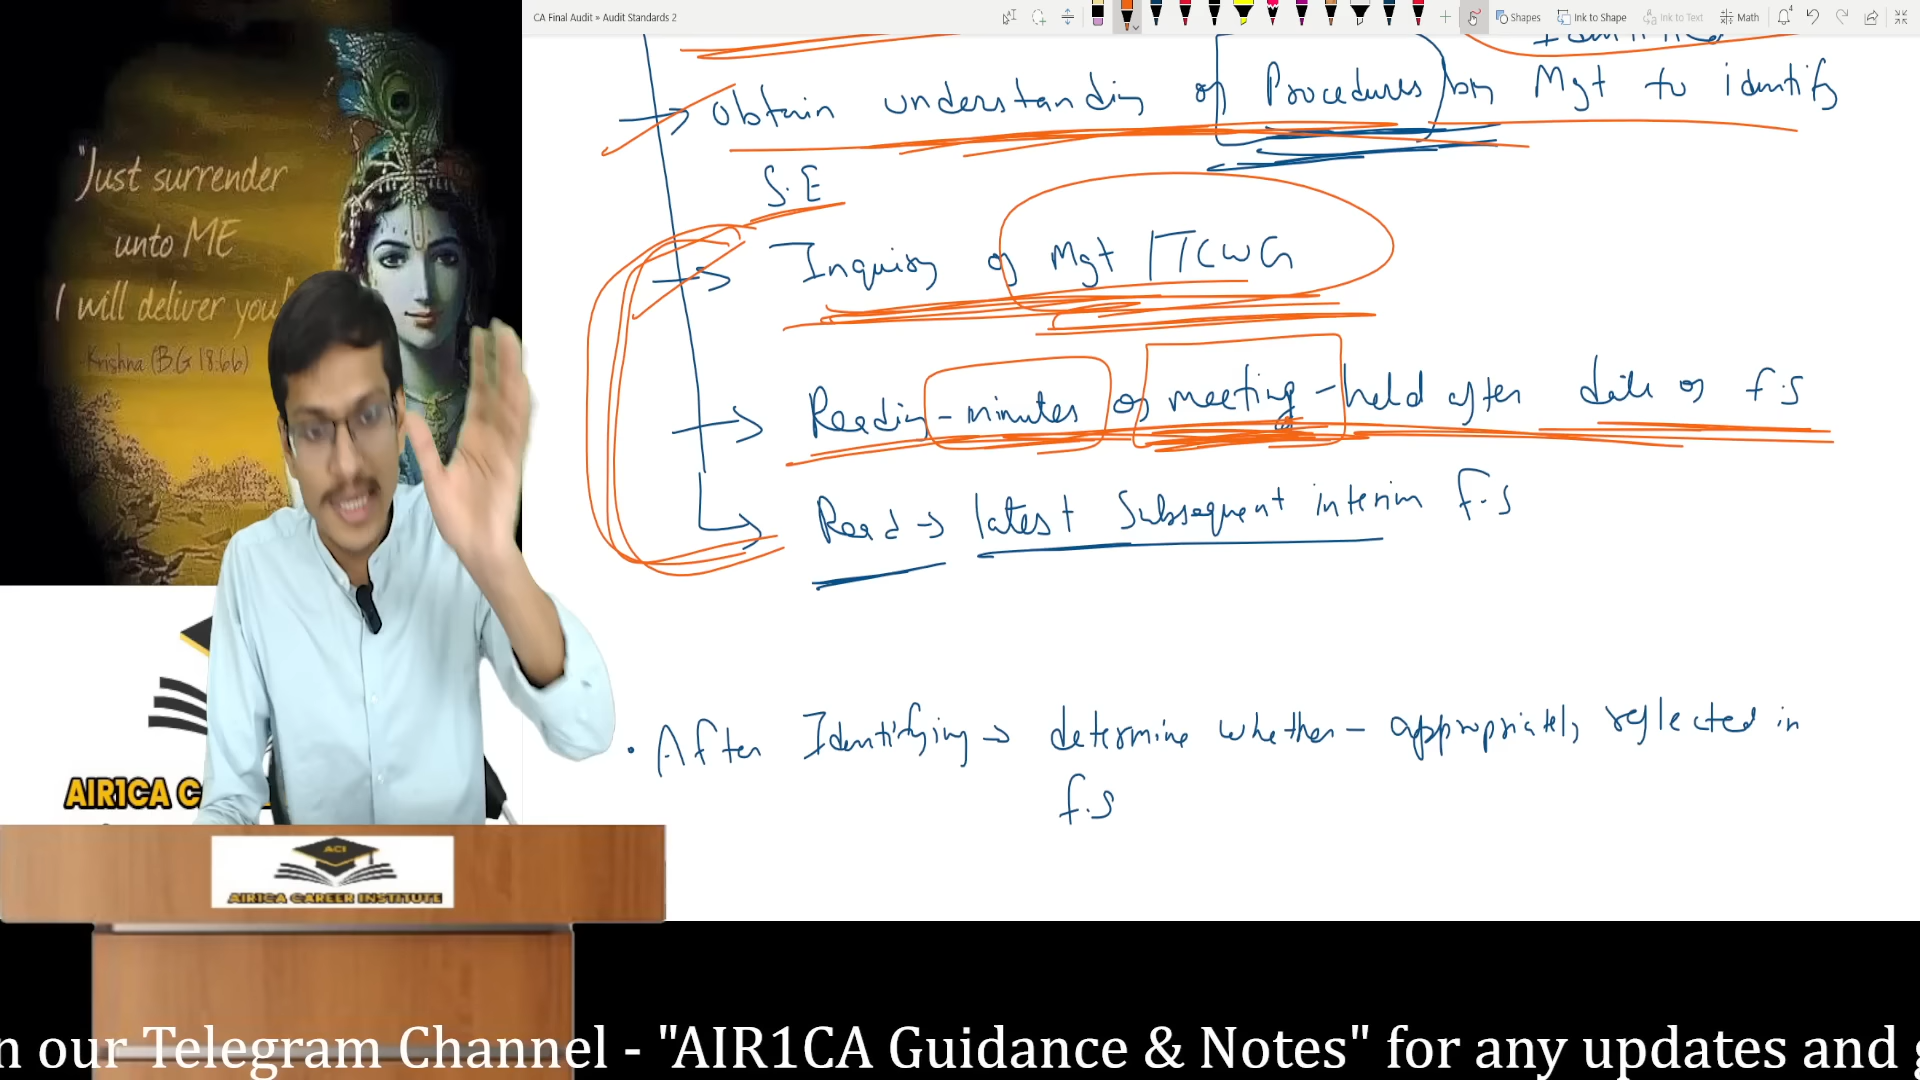 CA Final Audit » Audit Standards 2
Shapes
Ink to Shape
Ink to Text
Math
Obtain understanding of Procedures by Mgt to identify
S.E
Inquiry of Mgt / TCWG
Reading - minutes of meeting - held after date of F.S
Read → latest subsequent interim F.S
• After Identifying → determine whether - appropriately reflected in
F.S
"Just surrender
unto ME
I will deliver you"
- Krishna (B.G 18:66)
AIR1CA C
ACI
AIR1CA CAREER INSTITUTE
n our Telegram Channel - "AIR1CA Guidance & Notes" for any updates and g